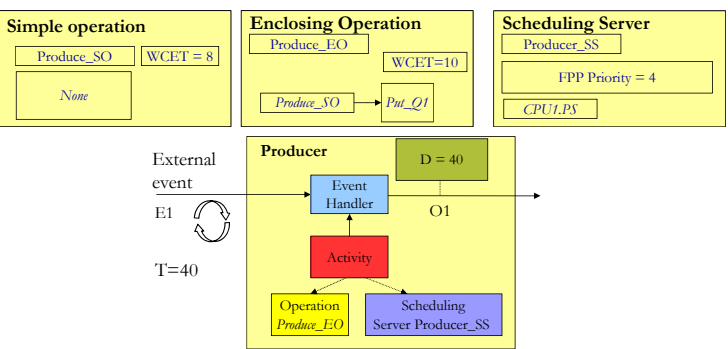 Simple operation
Produce_SO
WCET = 8
None
Enclosing Operation
Produce_EO
WCET=10
Produce_SO
Put_Q1
Scheduling Server
Producer_SS
FPP Priority = 4
CPU1.PS
External
event
E1
T=40
Producer
D = 40
Event
Handler
O1
Activity
Operation
Produce_EO
Scheduling
Server Producer_SS